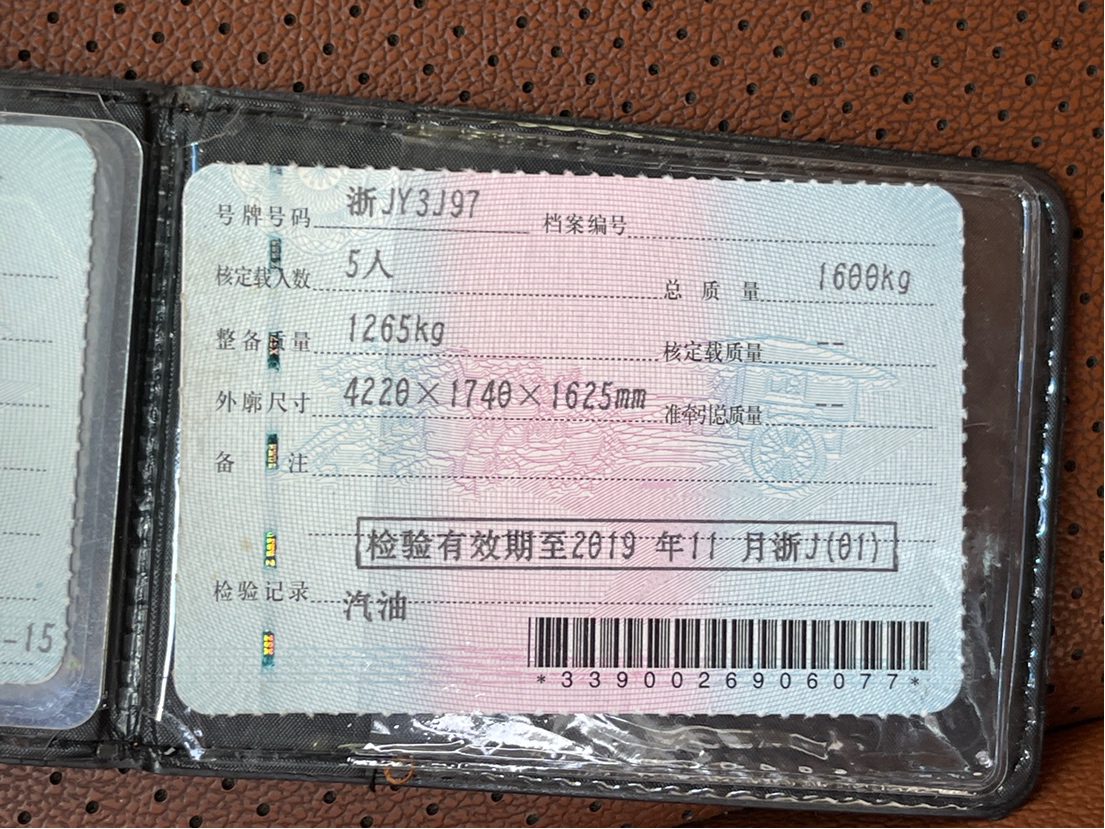 号牌号码 浙JY3J97 档案编号
核定载人数 5人 总质量 1600kg
整备质量 1265kg 核定载质量 --
外廓尺寸 4220×1740×1625mm 准牵引总质量 --
备注
检验有效期至2019 年11 月浙J(01)
检验记录 汽油
*3390026906077*
-15